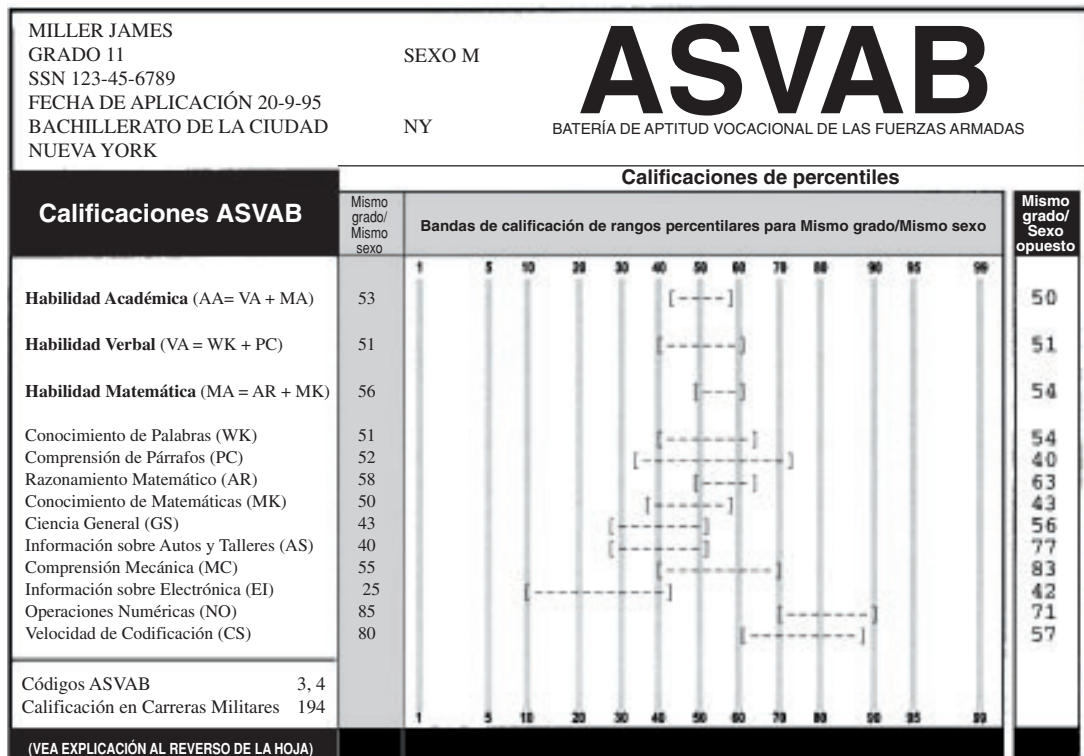 MILLER JAMES
GRADO 11 SEXO M
SSN 123-45-6789
FECHA DE APLICACIÓN 20-9-95
BACHILLERATO DE LA CIUDAD NY
NUEVA YORK
ASVAB
BATERÍA DE APTITUD VOCACIONAL DE LAS FUERZAS ARMADAS
Calificaciones de percentiles
Calificaciones ASVAB
Mismo
grado/
Mismo
sexo
Bandas de calificación de rangos percentilares para Mismo grado/Mismo sexo
Mismo
grado/
Sexo
opuesto
1 5 10 20 30 40 50 60 70 80 90 95 99
Habilidad Académica (AA= VA + MA) 53 [-----] 50
Habilidad Verbal (VA = WK + PC) 51 [-------] 51
Habilidad Matemática (MA = AR + MK) 56 [----] 54
Conocimiento de Palabras (WK) 51 [--------] 54
Comprensión de Párrafos (PC) 52 [--------------] 40
Razonamiento Matemático (AR) 58 [-----] 63
Conocimiento de Matemáticas (MK) 50 [-------] 43
Ciencia General (GS) 43 [--------] 56
Información sobre Autos y Talleres (AS) 40 [--------] 77
Comprensión Mecánica (MC) 55 [----------] 83
Información sobre Electrónica (EI) 25 [-------------] 42
Operaciones Numéricas (NO) 85 [--------] 71
Velocidad de Codificación (CS) 80 [----------] 57
Códigos ASVAB 3, 4
Calificación en Carreras Militares 194
1 5 10 20 30 40 50 60 70 80 90 95 99
(VEA EXPLICACIÓN AL REVERSO DE LA HOJA)